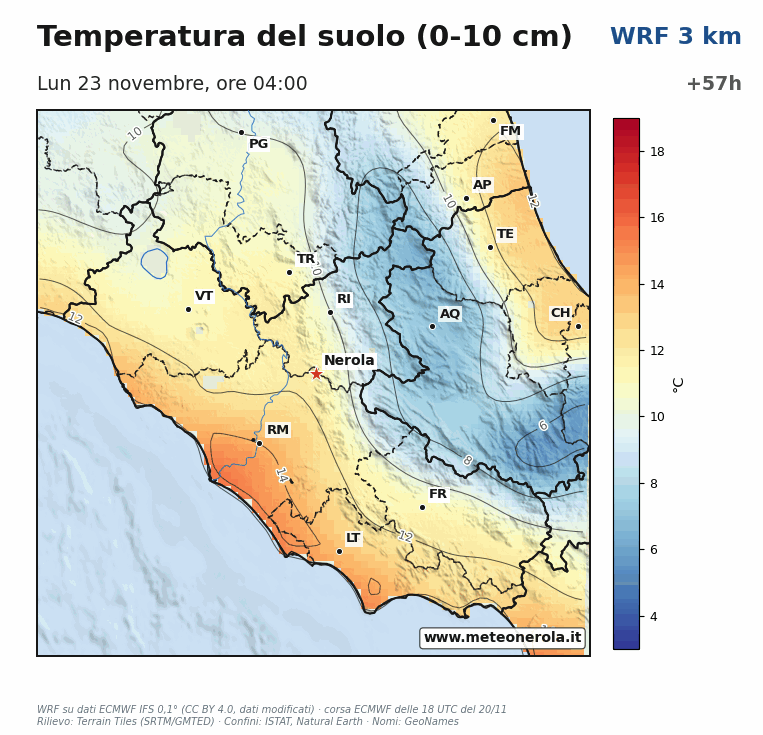 Temperatura del suolo (0-10 cm)
WRF 3 km
Lun 23 novembre, ore 04:00
+57h
10
PG
FM
AP
10
12
TE
TR
10
VT
RI
AQ
CH
12
Nerola
RM
6
8
14
FR
12
LT
www.meteonerola.it
18
16
14
12
10
8
6
4
°C
WRF su dati ECMWF IFS 0,1° (CC BY 4.0, dati modificati) · corsa ECMWF delle 18 UTC del 20/11
Rilievo: Terrain Tiles (SRTM/GMTED) · Confini: ISTAT, Natural Earth · Nomi: GeoNames